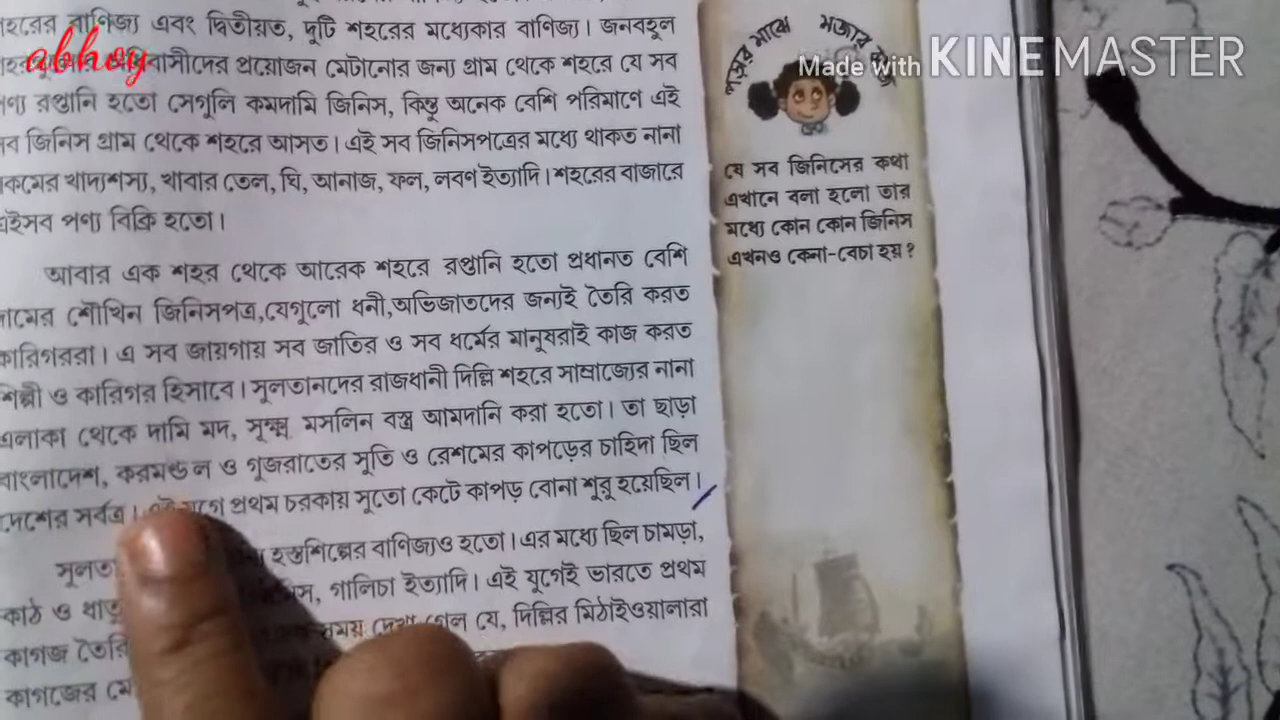 বাণিজ্য এবং দ্বিতীয়ত, দুটি শহরের মধ্যেকার বাণিজ্য। জনবহুল
abhoy
প্রয়োজন মেটানোর জন্য গ্রাম থেকে শহরে যে সব
রপ্তানি হতো সেগুলি কমদামি জিনিস, কিন্তু অনেক বেশি পরিমাণে এই
জিনিস গ্রাম থেকে শহরে আসত। এই সব জিনিসপত্রের মধ্যে থাকত নানা
খাদ্যশস্য, খাবার তেল, ঘি, আনাজ, ফল, লবণ ইত্যাদি। শহরের বাজারে
এইসব পণ্য বিক্রি হতো।
আবার এক শহর থেকে আরেক শহরে রপ্তানি হতো প্রধানত বেশি
দামের শৌখিন জিনিসপত্র, যেগুলো ধনী, অভিজাতদের জন্যই তৈরি করত
কারিগররা। এ সব জায়গায় সব জাতির ও সব ধর্মের মানুষরাই কাজ করত
শিল্পী ও কারিগর হিসাবে। সুলতানদের রাজধানী দিল্লি শহরে সাম্রাজ্যের নানা
এলাকা থেকে দামি মদ, সূক্ষ্ম মসলিন বস্ত্র আমদানি করা হতো। তা ছাড়া
বাংলাদেশ, করমণ্ডল ও গুজরাতের সুতি ও রেশমের কাপড়ের চাহিদা ছিল
দেশের সর্বত্র। এই যুগে প্রথম চরকায় সুতো কেটে কাপড় বোনা শুরু হয়েছিল।
হস্তশিল্পের বাণিজ্যও হতো। এর মধ্যে ছিল চামড়া,
কাঠ ও গালিচা ইত্যাদি। এই যুগেই ভারতে প্রথম
কাগজ দেখা গেল যে, দিল্লির মিঠাইওয়ালারা
কাগজের
পড়ার মাঝে মজার কাজ
যে সব জিনিসের কথা
এখানে বলা হলো তার
মধ্যে কোন কোন জিনিস
এখনও কেনা-বেচা হয়?
Made with KINEMASTER